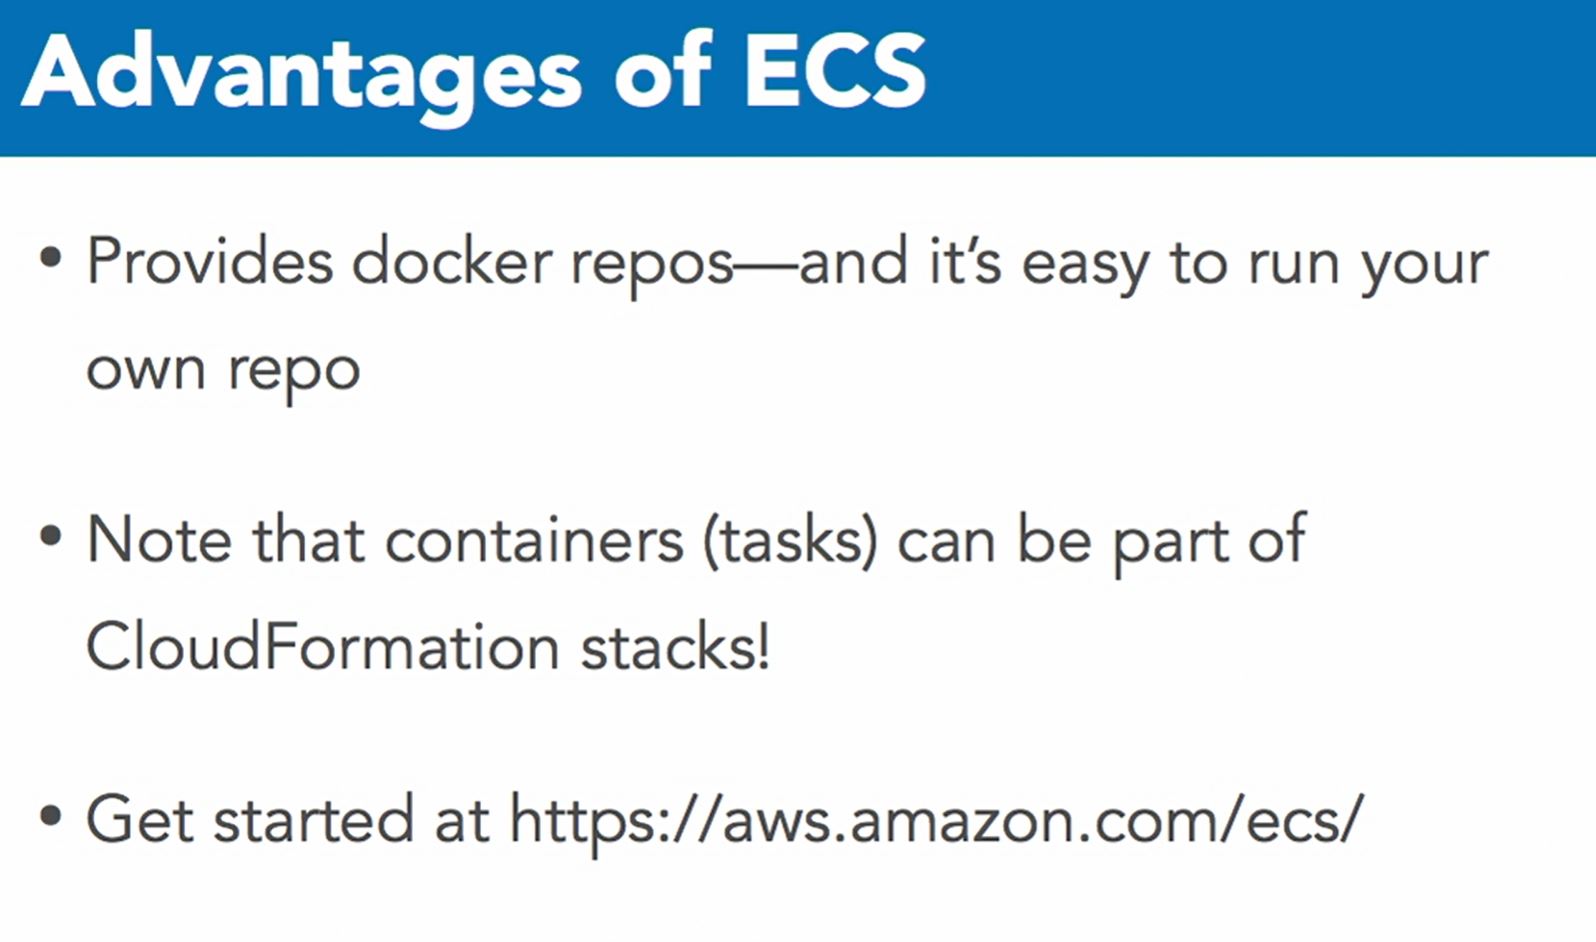 Advantages of ECS
• Provides docker repos—and it’s easy to run your
own repo
• Note that containers (tasks) can be part of
CloudFormation stacks!
• Get started at https://aws.amazon.com/ecs/